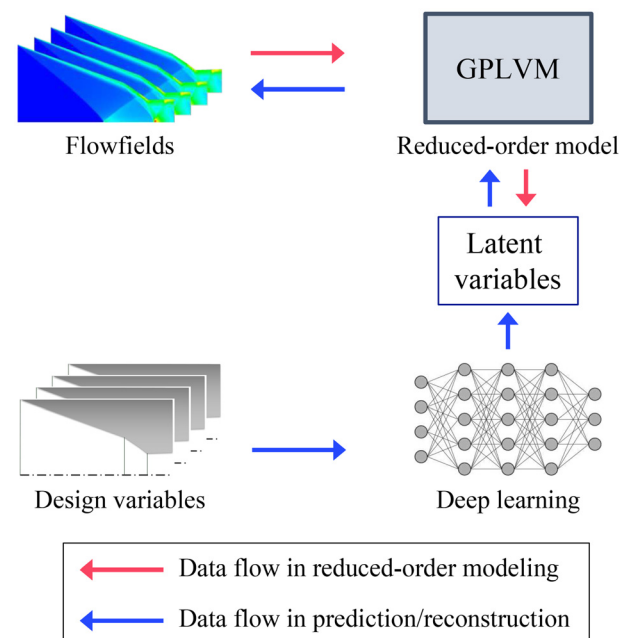 GPLVM
Flowfields
Reduced-order model
Latent
variables
Design variables
Deep learning
Data flow in reduced-order modeling
Data flow in prediction/reconstruction